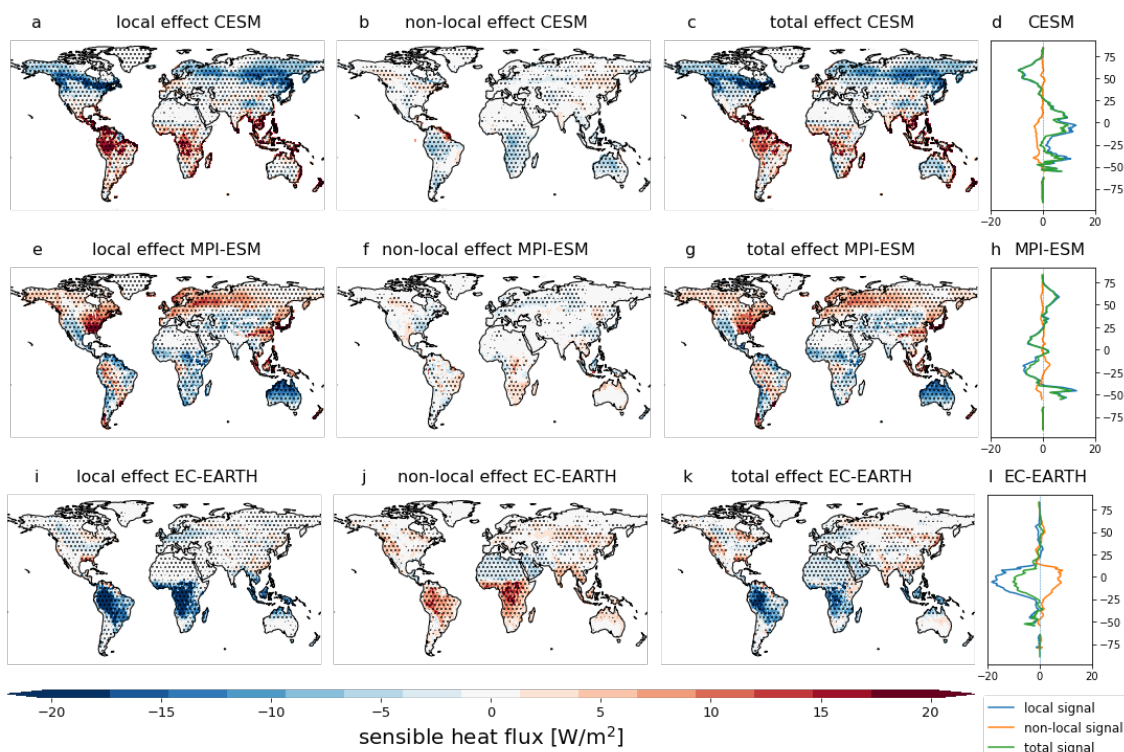 a local effect CESM b non-local effect CESM c total effect CESM d CESM
75
50
25
0
−25
−50
−75
−20 0 20
e local effect MPI-ESM f non-local effect MPI-ESM g total effect MPI-ESM h MPI-ESM
75
50
25
0
−25
−50
−75
−20 0 20
i local effect EC-EARTH j non-local effect EC-EARTH k total effect EC-EARTH l EC-EARTH
75
50
25
0
−25
−50
−75
−20 0 20
−20 −15 −10 −5 0 5 10 15 20
sensible heat flux [W/m²]
local signal
non-local signal
total signal